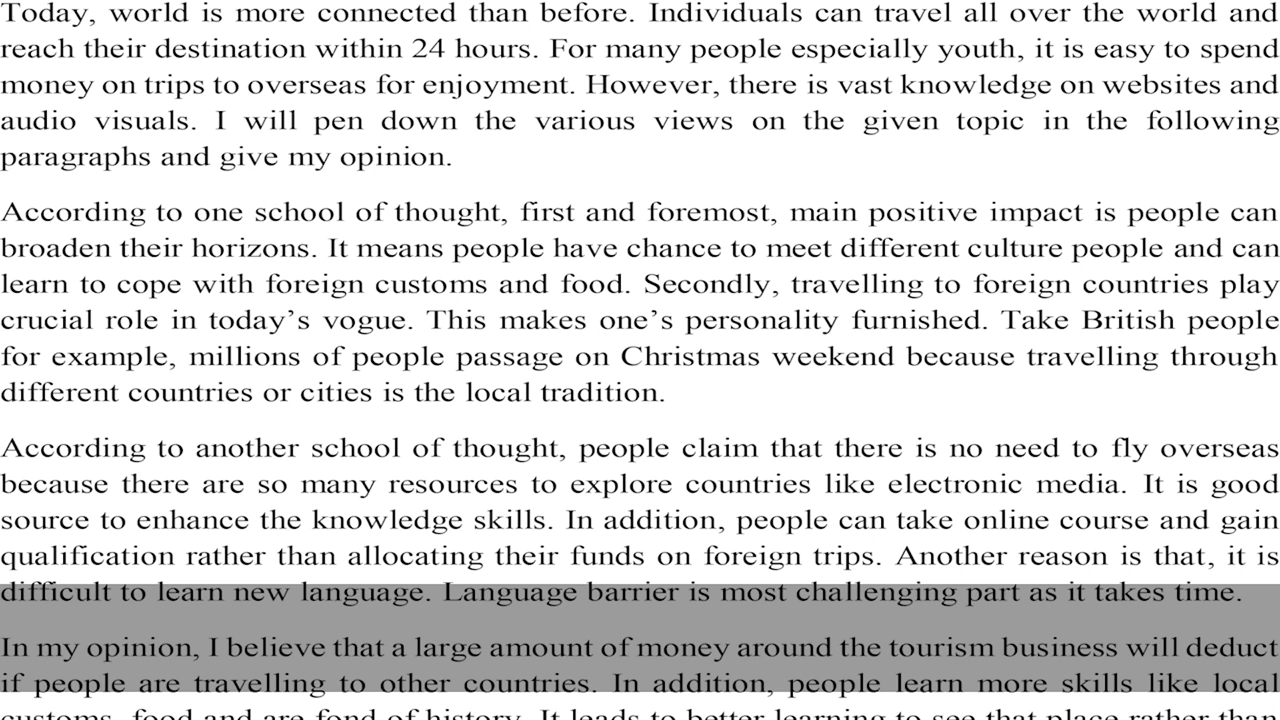 Today, world is more connected than before. Individuals can travel all over the world and
reach their destination within 24 hours. For many people especially youth, it is easy to spend
money on trips to overseas for enjoyment. However, there is vast knowledge on websites and
audio visuals. I will pen down the various views on the given topic in the following
paragraphs and give my opinion.
According to one school of thought, first and foremost, main positive impact is people can
broaden their horizons. It means people have chance to meet different culture people and can
learn to cope with foreign customs and food. Secondly, travelling to foreign countries play
crucial role in today’s vogue. This makes one’s personality furnished. Take British people
for example, millions of people passage on Christmas weekend because travelling through
different countries or cities is the local tradition.
According to another school of thought, people claim that there is no need to fly overseas
because there are so many resources to explore countries like electronic media. It is good
source to enhance the knowledge skills. In addition, people can take online course and gain
qualification rather than allocating their funds on foreign trips. Another reason is that, it is
difficult to learn new language. Language barrier is most challenging part as it takes time.
In my opinion, I believe that a large amount of money around the tourism business will deduct
if people are travelling to other countries. In addition, people learn more skills like local
customs, food and are fond of history. It leads to better learning to see that place rather than